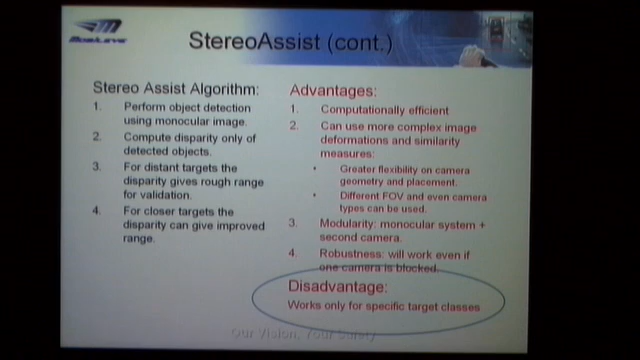 MOBILEYE
StereoAssist (cont.)
Stereo Assist Algorithm:
1. Perform object detection
using monocular image.
2. Compute disparity only of
detected objects.
3. For distant targets the
disparity gives rough range
for validation.
4. For closer targets the
disparity can give improved
range.
Advantages:
1. Computationally efficient
2. Can use more complex image
deformations and similarity
measures:
• Greater flexibility on camera
geometry and placement.
• Different FOV and even camera
types can be used.
3. Modularity: monocular system +
second camera.
4. Robustness: will work even if
one camera is blocked.
Disadvantage:
Works only for specific target classes
Our Vision, Your Safety